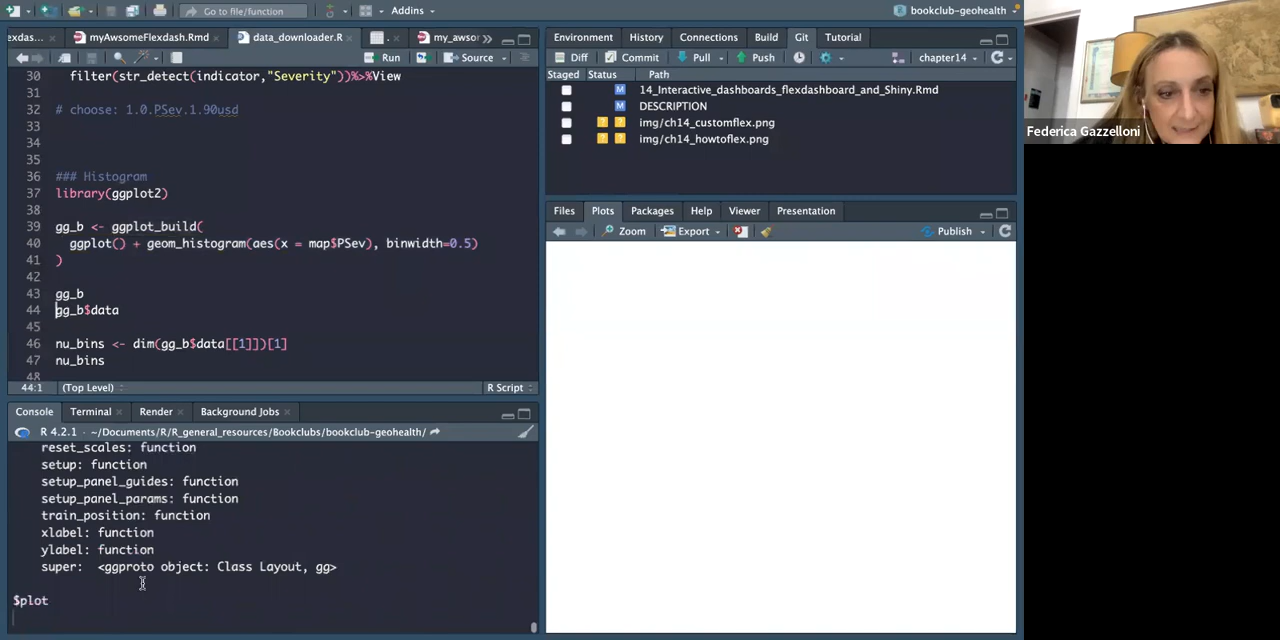 Go to file/function
Addins
bookclub-geohealth
exdas...
myAwsomeFlexdash.Rmd
data_downloader.R
my_awso
Run
Source
30 filter(str_detect(indicator,"Severity"))%>%View
31
32 # choose: 1.0.PSev.1.90usd
33
34
35
36 ### Histogram
37 library(ggplot2)
38
39 gg_b <- ggplot_build(
40 ggplot() + geom_histogram(aes(x = map$PSev), binwidth=0.5)
41 )
42
43 gg_b
44 gg_b$data
45
46 nu_bins <- dim(gg_b$data[[1]])[1]
47 nu_bins
48
44:1 (Top Level) R Script
Console Terminal Render Background Jobs
R 4.2.1 · ~/Documents/R/R_general_resources/Bookclubs/bookclub-geohealth/
reset_scales: function
setup: function
setup_panel_guides: function
setup_panel_params: function
train_position: function
xlabel: function
ylabel: function
super: <ggproto object: Class Layout, gg>
$plot
Environment History Connections Build Git Tutorial
Diff Commit Pull Push chapter14
Staged Status Path
M 14_Interactive_dashboards_flexdashboard_and_Shiny.Rmd
M DESCRIPTION
? ? img/ch14_customflex.png
? ? img/ch14_howtoflex.png
Files Plots Packages Help Viewer Presentation
Zoom Export Publish
Federica Gazzelloni